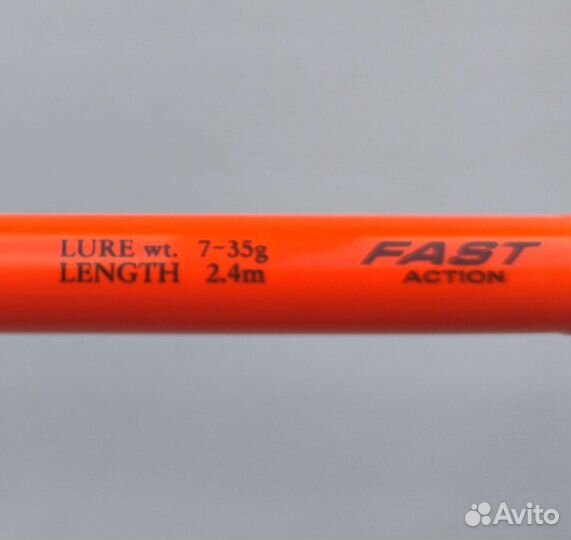 LURE wt. 7~35g
LENGTH 2.4m
FAST
ACTION
Avito